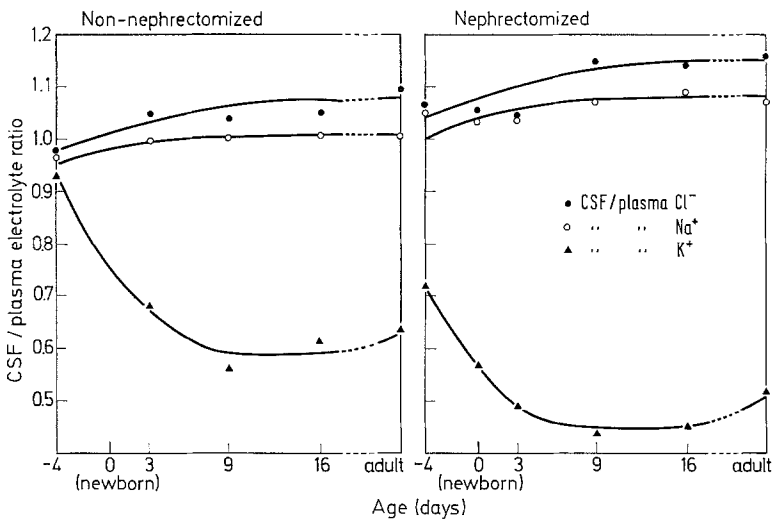 Non-nephrectomized
Nephrectomized
CSF / plasma electrolyte ratio
1.2
1.1
1.0
0.9
0.7
0.6
0.5
● CSF/plasma Cl⁻
○ " " Na⁺
▲ " " K⁺
-4 0 3 9 16 adult
(newborn)
-4 0 3 9 16 adult
(newborn)
Age (days)